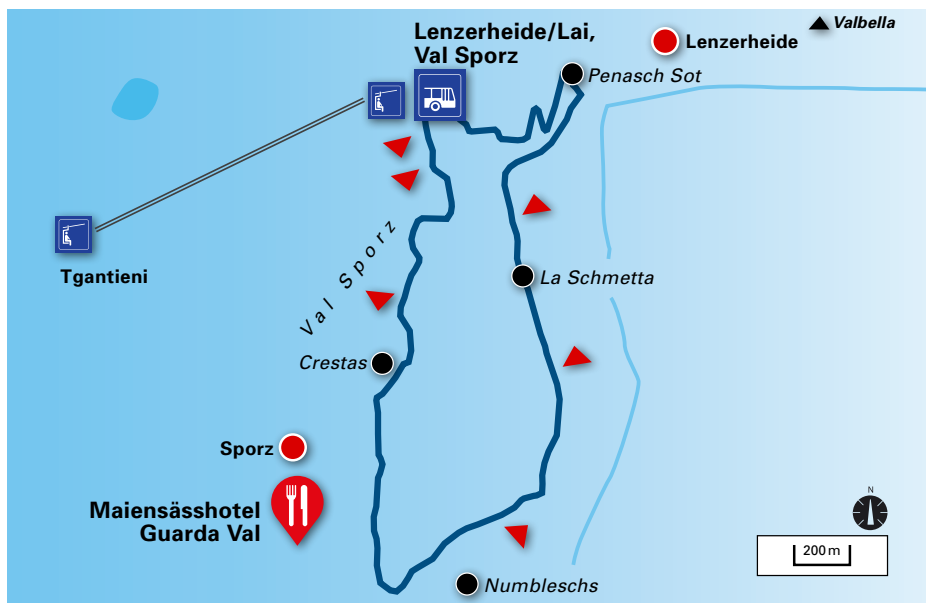 Lenzerheide/Lai,
Val Sporz
Valbella
Lenzerheide
Penasch Sot
Tgantieni
Val Sporz
La Schmetta
Crestas
Sporz
Maiensässhotel
Guarda Val
N
200 m
Numbleschs